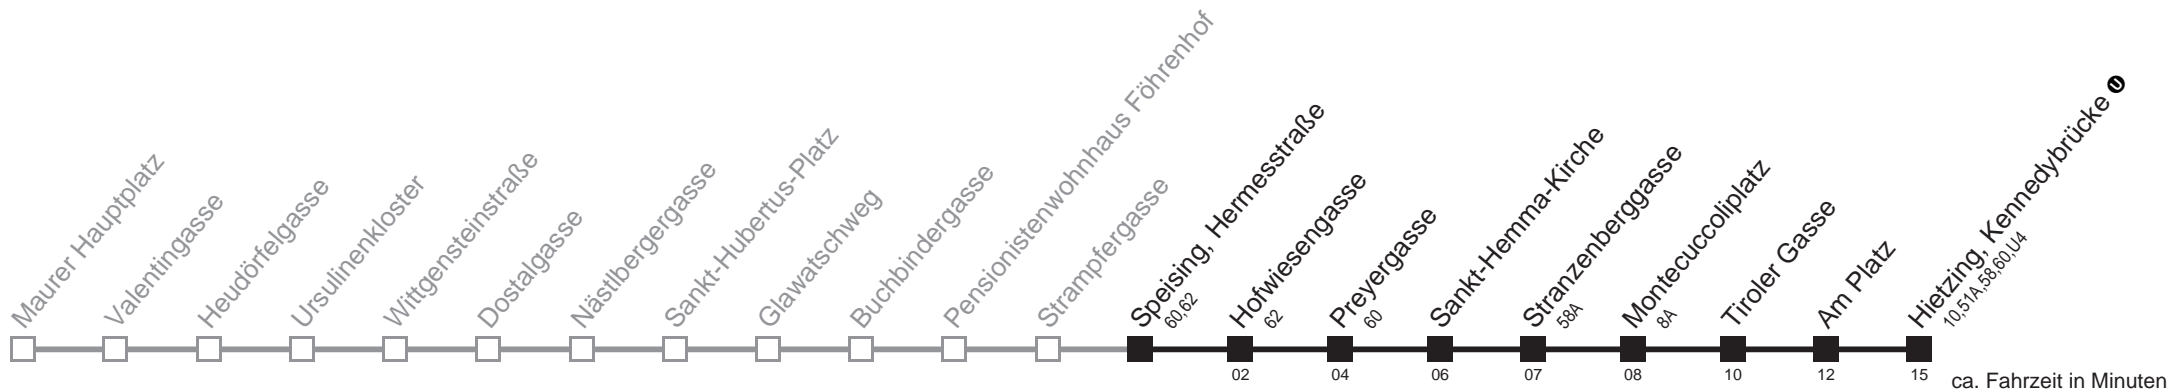 Maurer Hauptplatz
Valentingasse
Heudörfelgasse
Ursulinenkloster
Wittgensteinstraße
Dostalgasse
Nästlbergergasse
Sankt-Hubertus-Platz
Glawatschweg
Buchbindergasse
Pensionistenwohnhaus Föhrenhof
Strampfergasse
Speising, Hermesstraße
60,62
Hofwiesengasse
62
Preyergasse
60
Sankt-Hemma-Kirche
Stranzenberggasse
58A
Montecuccoliplatz
8A
Tiroler Gasse
Am Platz
Hietzing, Kennedybrücke U
10,51A,58,60,U4
02 04 06 07 08 10 12 15 ca. Fahrzeit in Minuten